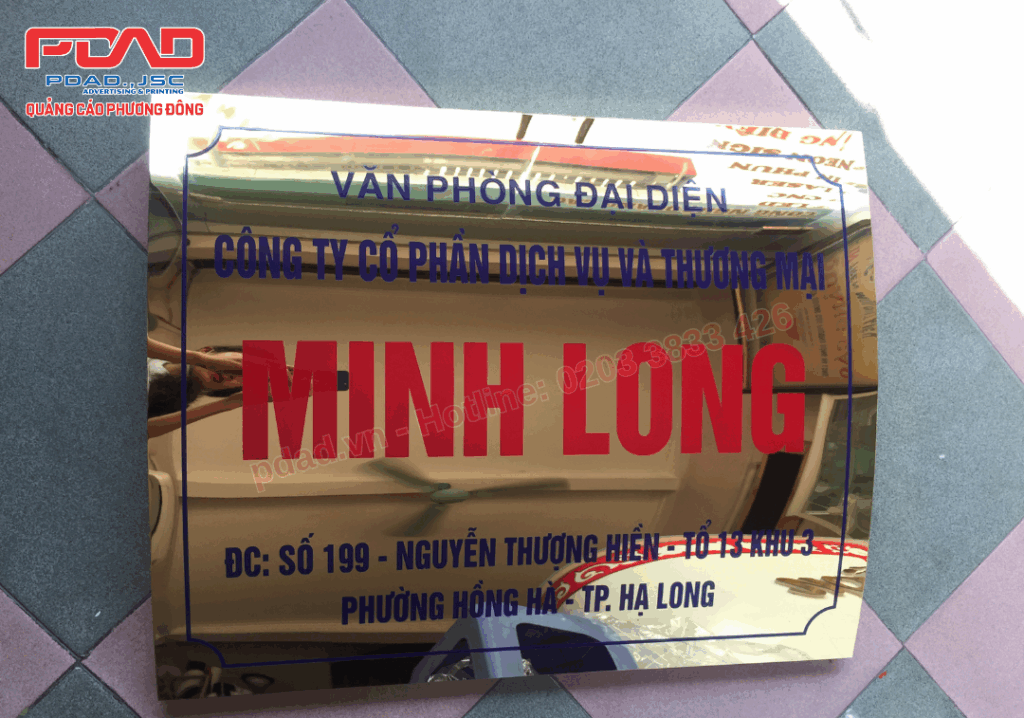 PDAD
PDAD.,JSC
ADVERTISING & PRINTING
QUẢNG CÁO PHƯƠNG ĐÔNG
VĂN PHÒNG ĐẠI DIỆN
CÔNG TY CỔ PHẦN DỊCH VỤ VÀ THƯƠNG MẠI
MINH LONG
pdad.vn - Hotline: 0203 3833 426
ĐC: SỐ 199 - NGUYỄN THƯỢNG HIỀN - TỔ 13 KHU 3
PHƯỜNG HỒNG HÀ - TP. HẠ LONG